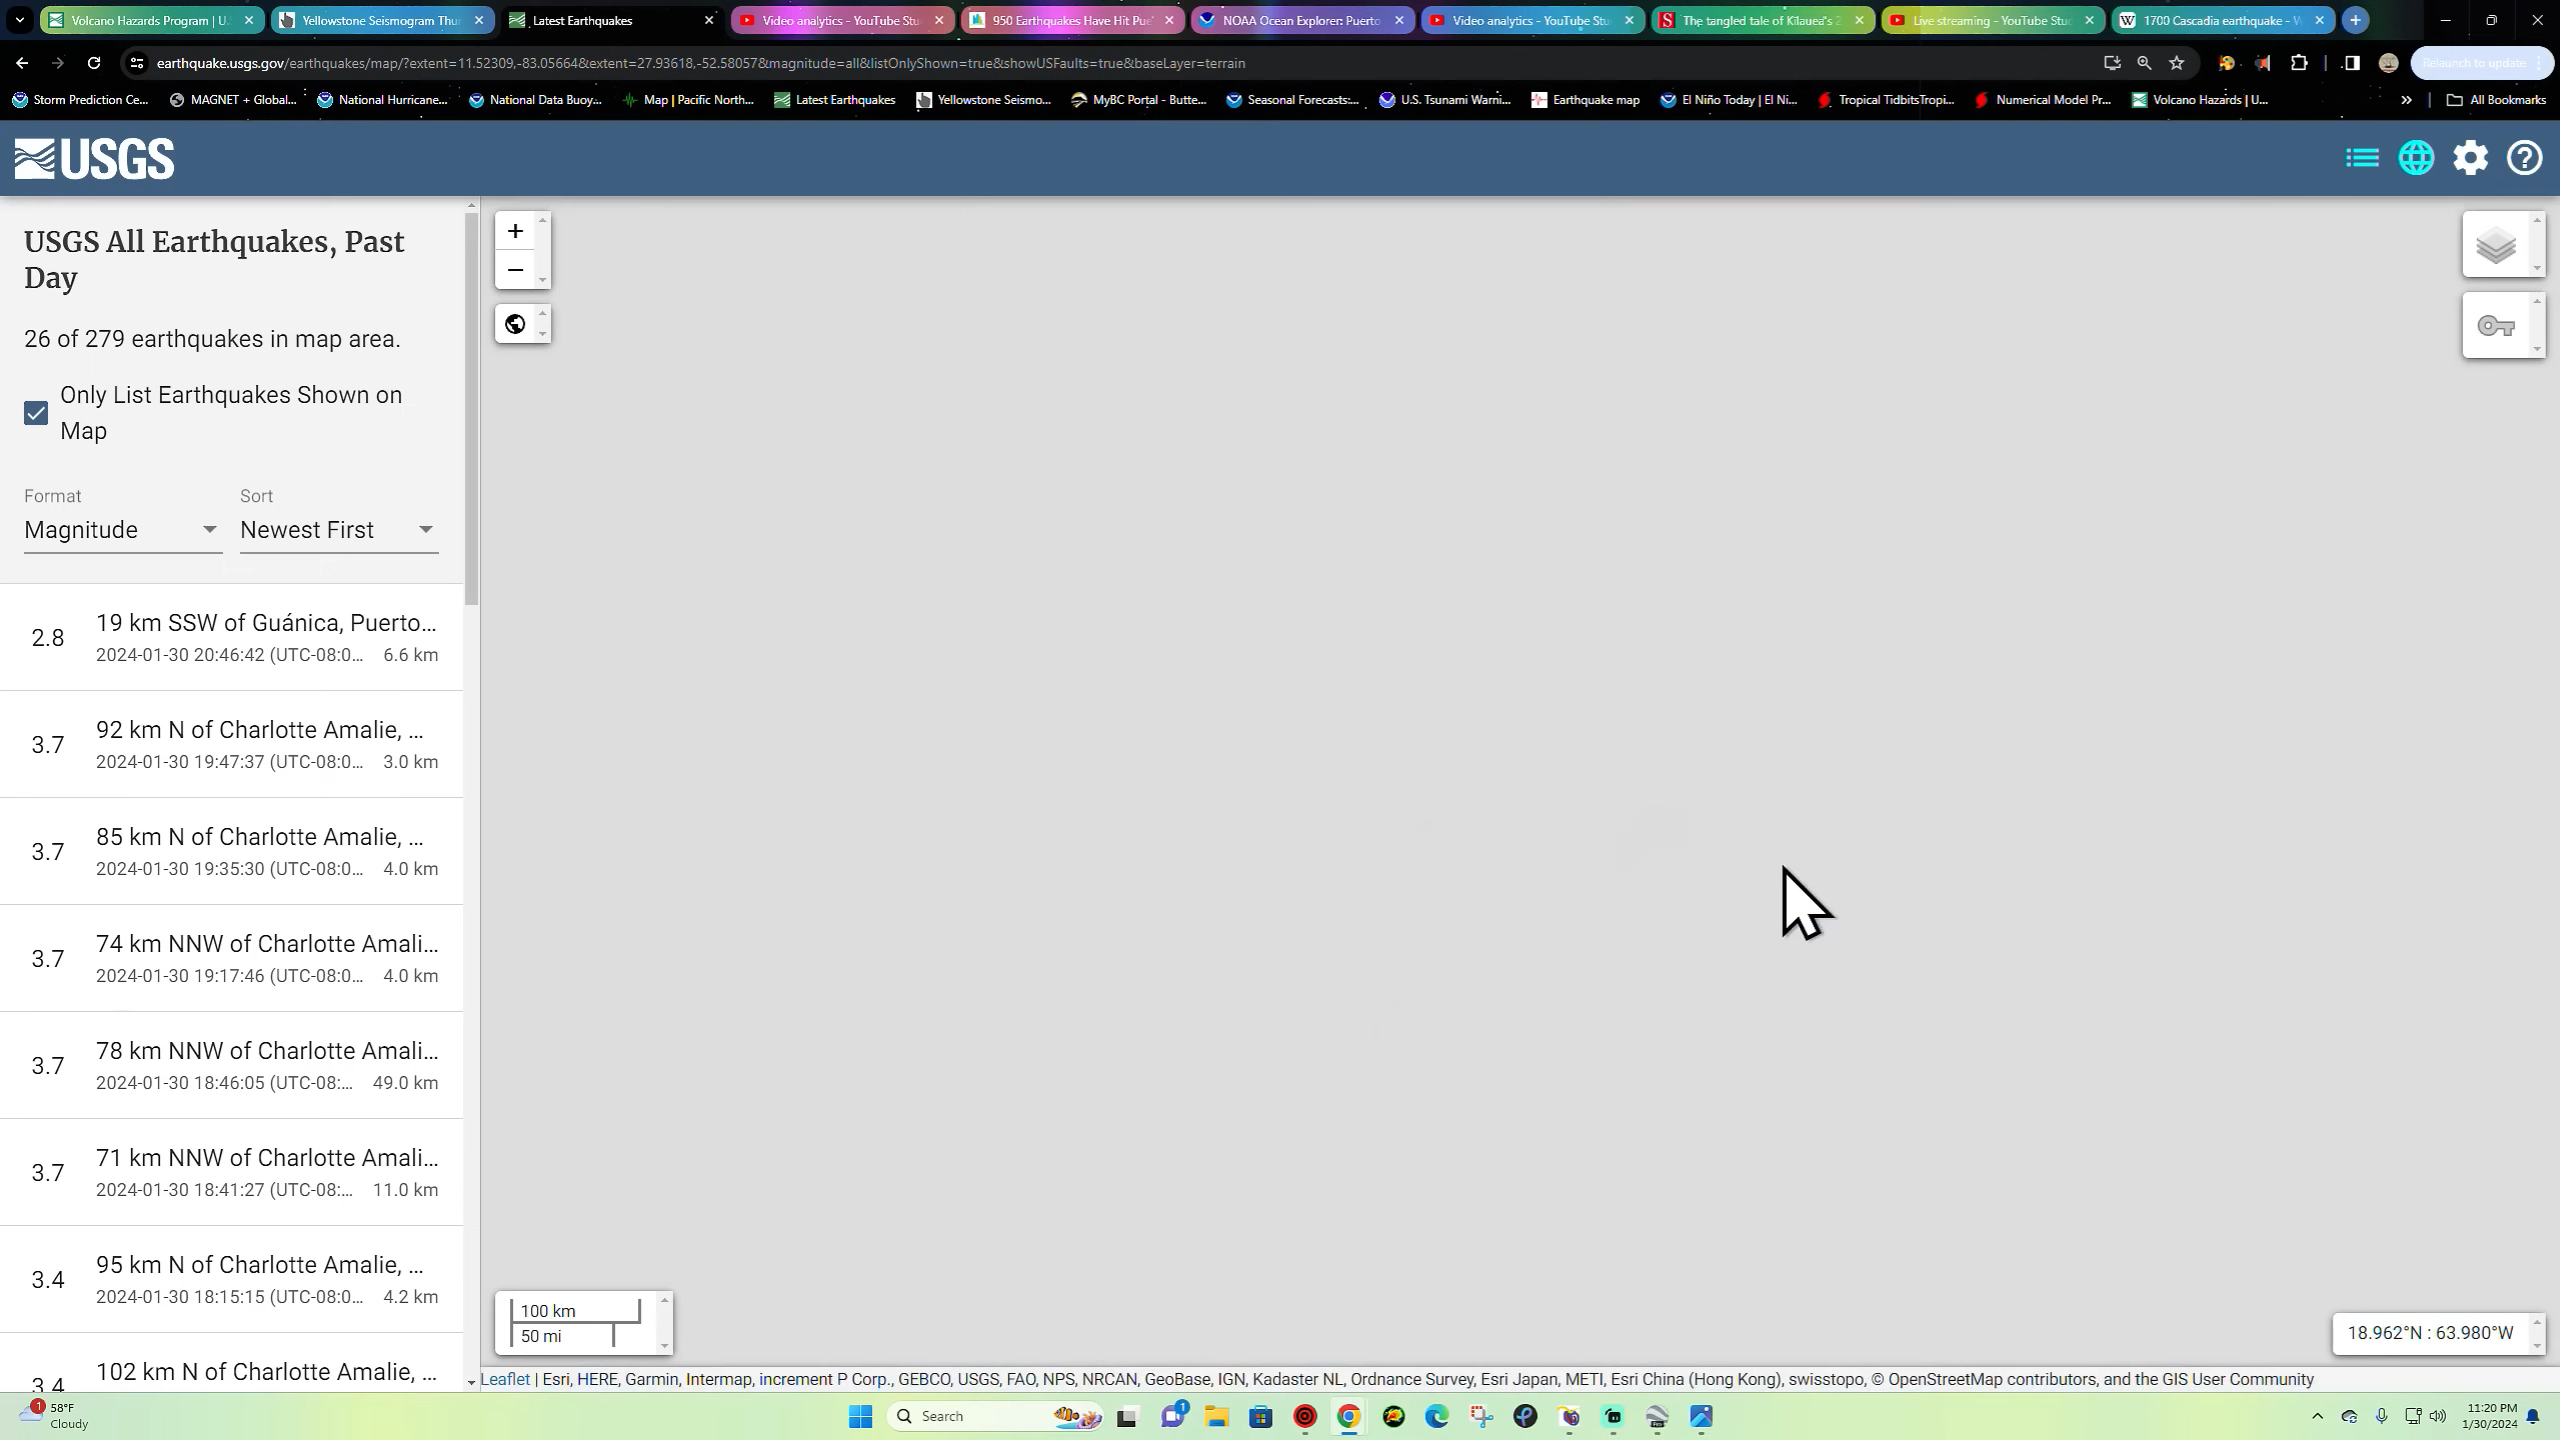 Volcano Hazards Program | U.S
Yellowstone Seismogram Thu
Latest Earthquakes
Video analytics - YouTube Stu
950 Earthquakes Have Hit Pue
NOAA Ocean Explorer: Puerto
Video analytics - YouTube Stu
The tangled tale of Kīlauea's 2
Live streaming - YouTube Stud
1700 Cascadia earthquake - W
earthquake.usgs.gov/earthquakes/map/?extent=11.52309,-83.05664&extent=27.93618,-52.58057&magnitude=all&listOnlyShown=true&showUSFaults=true&baseLayer=terrain
Relaunch to update
Storm Prediction Ce...
MAGNET + Global...
National Hurricane...
National Data Buoy...
Map | Pacific North...
Latest Earthquakes
Yellowstone Seismo...
MyBC Portal - Butte...
Seasonal Forecasts:...
U.S. Tsunami Warni...
Earthquake map
El Niño Today | El Ni...
Tropical TidbitsTropi...
Numerical Model Pr...
Volcano Hazards | U...
All Bookmarks
USGS
USGS All Earthquakes, Past
Day
26 of 279 earthquakes in map area.
Only List Earthquakes Shown on
Map
Format
Magnitude
Sort
Newest First
2.8
19 km SSW of Guánica, Puerto...
2024-01-30 20:46:42 (UTC-08:0... 6.6 km
3.7
92 km N of Charlotte Amalie, ...
2024-01-30 19:47:37 (UTC-08:0... 3.0 km
3.7
85 km N of Charlotte Amalie, ...
2024-01-30 19:35:30 (UTC-08:0... 4.0 km
3.7
74 km NNW of Charlotte Amali...
2024-01-30 19:17:46 (UTC-08:0... 4.0 km
3.7
78 km NNW of Charlotte Amali...
2024-01-30 18:46:05 (UTC-08:... 49.0 km
3.7
71 km NNW of Charlotte Amali...
2024-01-30 18:41:27 (UTC-08:... 11.0 km
3.4
95 km N of Charlotte Amalie, ...
2024-01-30 18:15:15 (UTC-08:0... 4.2 km
3.4
102 km N of Charlotte Amalie, ...
+
−
100 km
50 mi
18.962°N : 63.980°W
Leaflet | Esri, HERE, Garmin, Intermap, increment P Corp., GEBCO, USGS, FAO, NPS, NRCAN, GeoBase, IGN, Kadaster NL, Ordnance Survey, Esri Japan, METI, Esri China (Hong Kong), swisstopo, © OpenStreetMap contributors, and the GIS User Community
1
58°F
Cloudy
Search
1
11:20 PM
1/30/2024